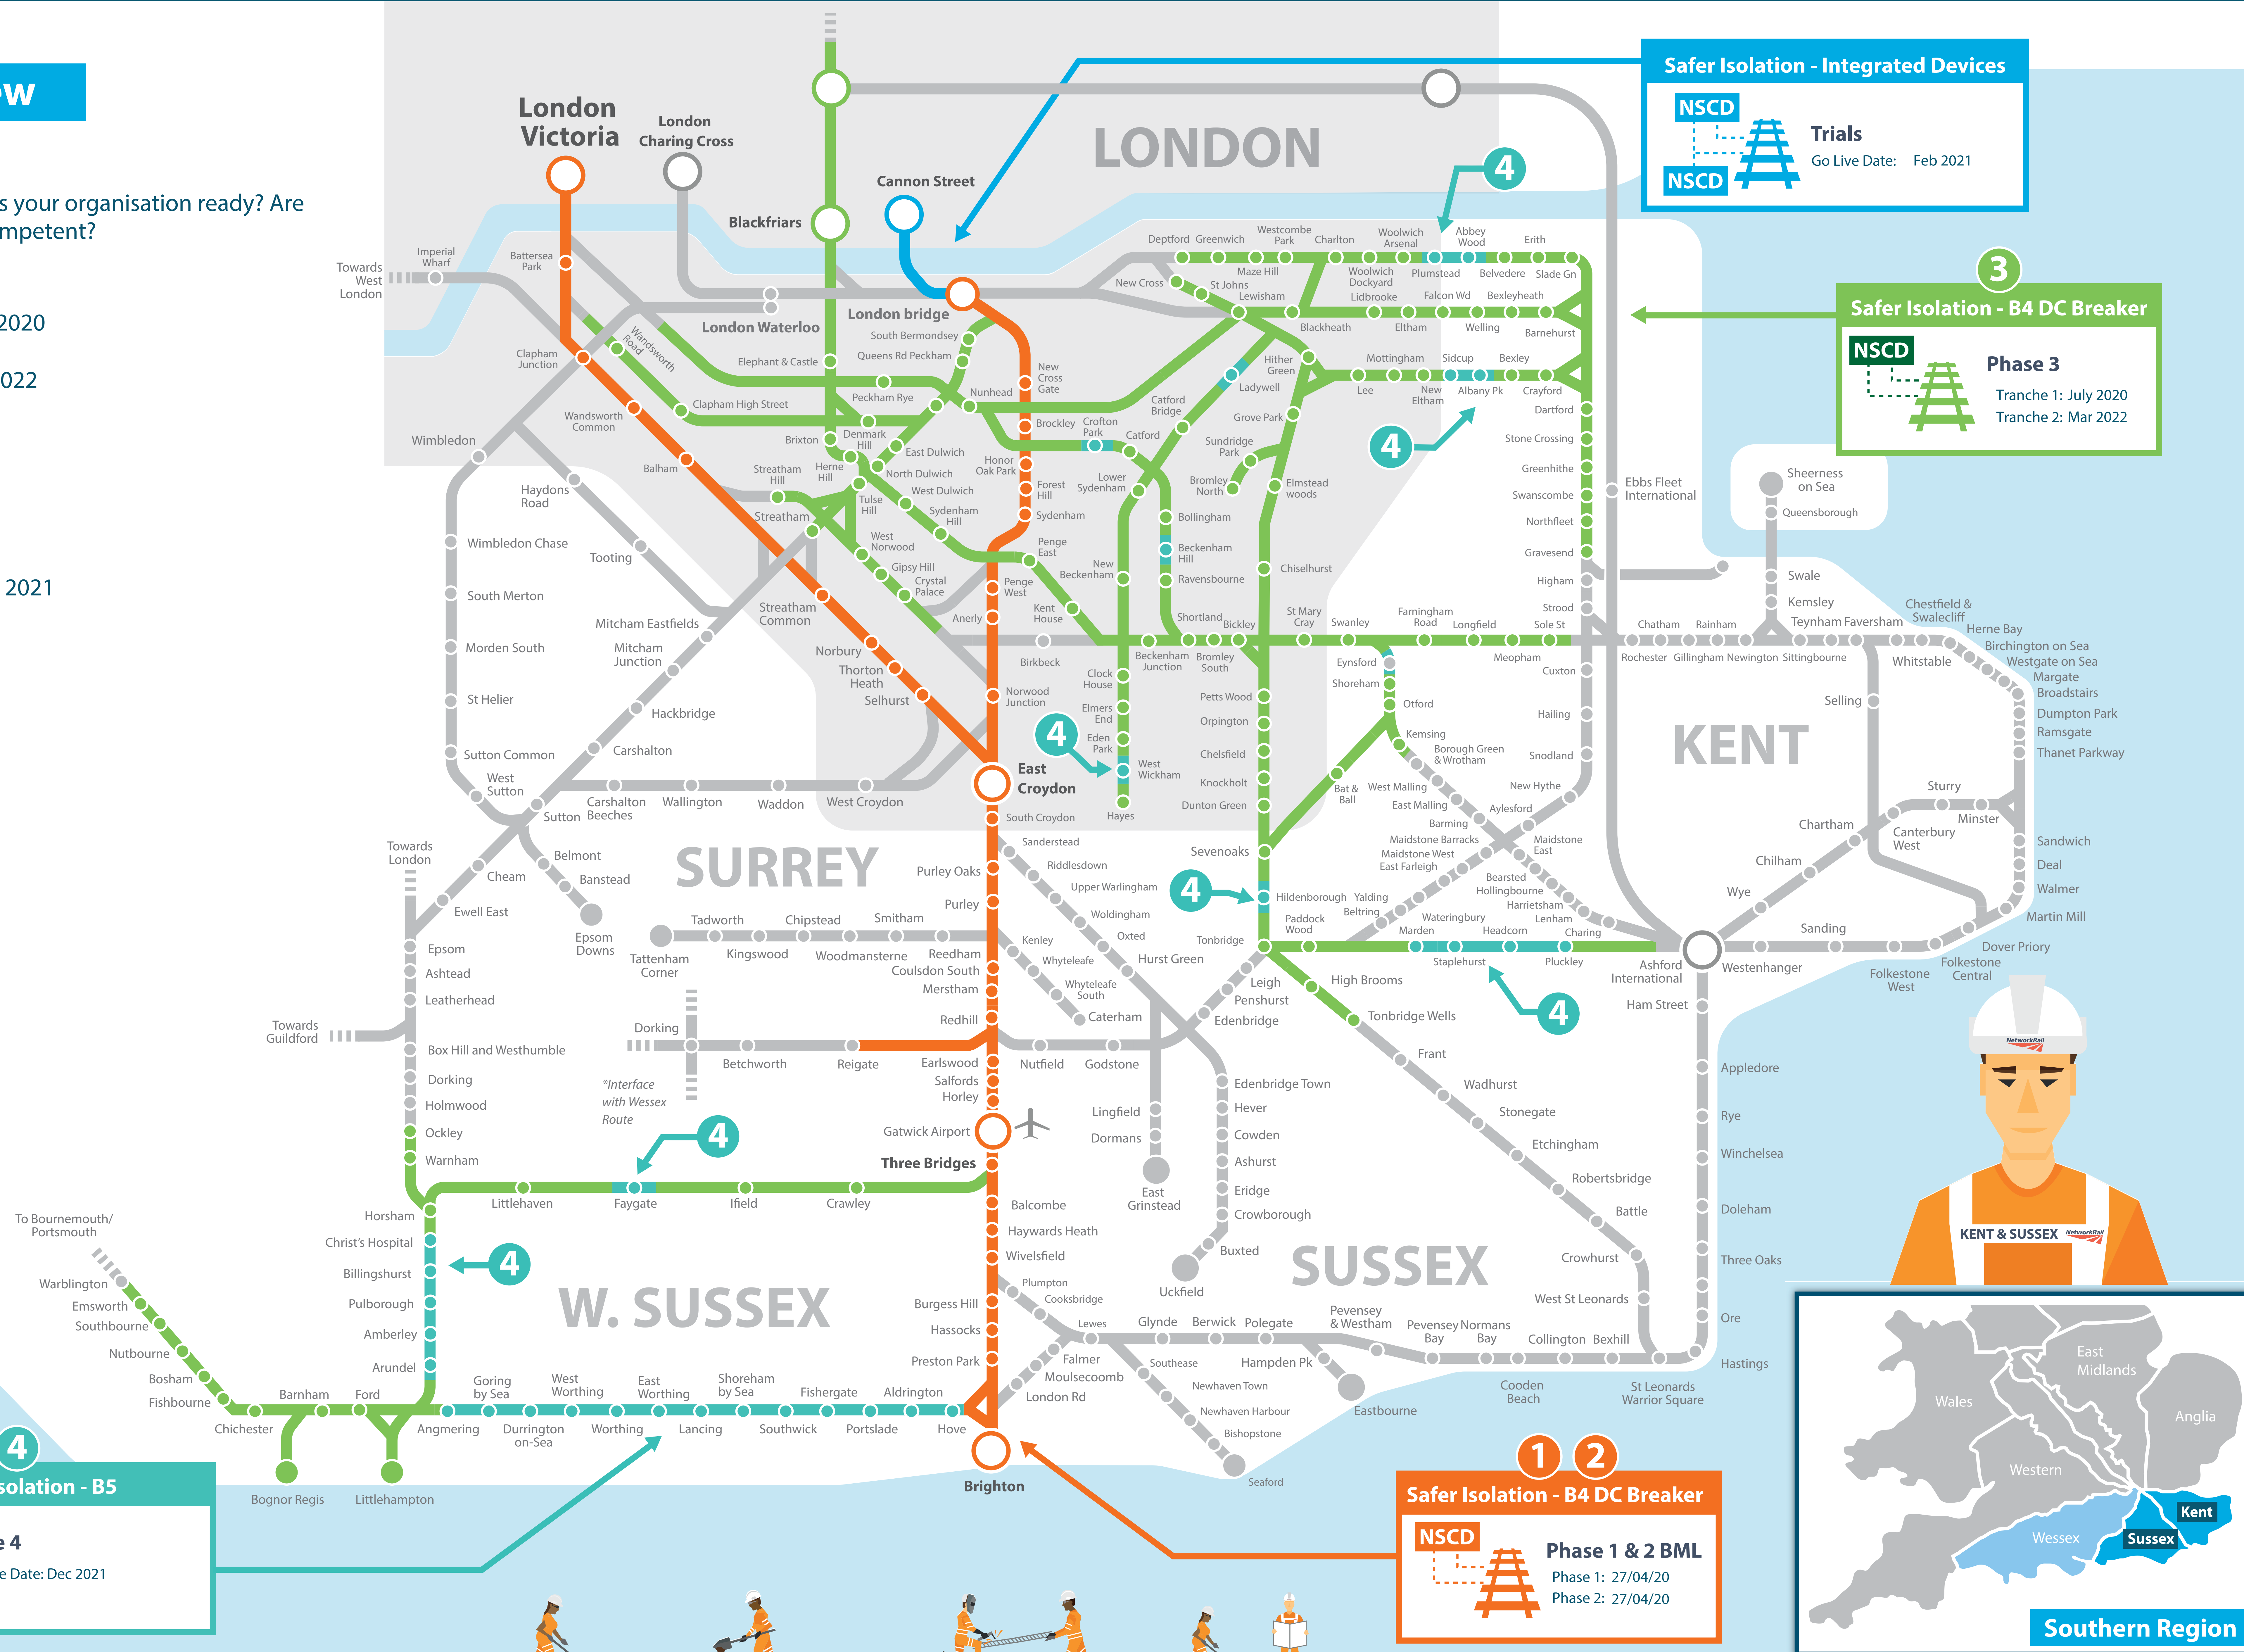 ew
s your organisation ready? Are
mpetent?
2020
022
2021
LONDON
London
Victoria
London
Charing Cross
Cannon Street
Blackfriars
4
Safer Isolation - Integrated Devices
NSCD
NSCD
Trials
Go Live Date: Feb 2021
3
Safer Isolation - B4 DC Breaker
NSCD
Phase 3
Tranche 1: July 2020
Tranche 2: Mar 2022
Towards
West
London
Imperial
Wharf
Battersea
Park
Clapham
Junction
Wandsworth
Road
London Waterloo
London bridge
South Bermondsey
Queens Rd Peckham
Elephant & Castle
Deptford
Greenwich
Westcombe
Park
Charlton
Woolwich
Arsenal
Abbey
Wood
Erith
Maze Hill
Woolwich
Dockyard
Plumstead
Belvedere
Slade Gn
New Cross
St Johns
Lewisham
Lidbrooke
Falcon Wd
Bexleyheath
Blackheath
Eltham
Welling
Barnehurst
Hither
Green
Ladywell
Mottingham
Sidcup
Bexley
Lee
New
Eltham
Albany Pk
Crayford
4
New
Cross
Gate
Nunhead
Peckham Rye
Clapham High Street
Wandsworth
Common
Brixton
Denmark
Hill
East Dulwich
Brockley
Crofton
Park
Catford
Catford
Bridge
Grove Park
Sundridge
Park
Dartford
Stone Crossing
Greenhithe
Swanscombe
Northfleet
Gravesend
Higham
Strood
Ebbs Fleet
International
Sheerness
on Sea
Queensborough
Swale
Kemsley
Wimbledon
Haydons
Road
Balham
Streatham
Hill
Herne
Hill
North Dulwich
West Dulwich
Tulse
Hill
Sydenham
Hill
Honor
Oak Park
Forest
Hill
Sydenham
Lower
Sydenham
Bromley
North
Elmstead
woods
Bollingham
Streatham
West
Norwood
Gipsy Hill
Crystal
Palace
Penge
East
Penge
West
Anerly
Kent
House
New
Beckenham
Beckenham
Hill
Ravensbourne
Chiselhurst
Wimbledon Chase
Tooting
South Merton
Streatham
Common
Mitcham Eastfields
Mitcham
Junction
Morden South
Norbury
Thorton
Heath
Selhurst
St Helier
Hackbridge
Sutton Common
Carshalton
West
Sutton
Sutton
Carshalton
Beeches
Wallington
Waddon
West Croydon
Birkbeck
Norwood
Junction
Shortland
Bickley
Beckenham
Junction
Bromley
South
St Mary
Cray
Swanley
Farningham
Road
Longfield
Sole St
Meopham
Eynsford
Shoreham
Otford
Kemsing
Borough Green
& Wrotham
West Malling
East Malling
Barming
Maidstone Barracks
Maidstone West
East Farleigh
Bat &
Ball
Cuxton
Hailing
Snodland
New Hythe
Aylesford
Maidstone
East
Clock
House
Elmers
End
Eden
Park
4
West
Wickham
Hayes
Petts Wood
Orpington
Chelsfield
Knockholt
Dunton Green
Sevenoaks
4
Hildenborough
Tonbridge
Paddock
Wood
Yalding
Beltring
Wateringbury
Bearsted
Hollingbourne
Harrietsham
Lenham
Charing
Marden
Headcorn
Staplehurst
Pluckley
4
Ashford
International
Chatham
Rainham
Rochester
Gillingham
Newington
Sittingbourne
Teynham
Faversham
Chestfield &
Swalecliff
Whitstable
Herne Bay
Birchington on Sea
Westgate on Sea
Margate
Broadstairs
Dumpton Park
Ramsgate
Thanet Parkway
KENT
Selling
Sturry
Minster
Chartham
Canterbury
West
Chilham
Wye
Sandwich
Deal
Walmer
Martin Mill
Sanding
Westenhanger
Folkestone
West
Folkestone
Central
Dover Priory
East
Croydon
South Croydon
Sanderstead
Riddlesdown
Upper Warlingham
Woldingham
Oxted
Hurst Green
Purley Oaks
Purley
SURREY
Towards
London
Cheam
Belmont
Banstead
Epsom
Downs
Ewell East
Epsom
Ashtead
Leatherhead
Towards
Guildford
Box Hill and Westhumble
Dorking
Holmwood
Ockley
Warnham
Tattenham
Corner
Tadworth
Kingswood
Chipstead
Woodmansterne
Smitham
Reedham
Coulsdon South
Merstham
Redhill
Kenley
Whyteleafe
Whyteleafe
South
Caterham
Dorking
Betchworth
Reigate
*Interface
with Wessex
Route
Earlswood
Salfords
Horley
Nutfield
Godstone
Leigh
Penshurst
Edenbridge
High Brooms
Tonbridge Wells
Frant
Wadhurst
Stonegate
Etchingham
Robertsbridge
Battle
Crowhurst
West St Leonards
Edenbridge Town
Hever
Cowden
Ashurst
Eridge
Crowborough
Buxted
Uckfield
Lingfield
Dormans
East
Grinstead
Ham Street
Appledore
Rye
Winchelsea
Doleham
Three Oaks
Ore
Hastings
NetworkRail
KENT & SUSSEX
NetworkRail
Gatwick Airport
Three Bridges
4
Littlehaven
Faygate
Ifield
Crawley
Horsham
Christ's Hospital
Billingshurst
4
Pulborough
Amberley
Arundel
W. SUSSEX
SUSSEX
Balcombe
Haywards Heath
Wivelsfield
Burgess Hill
Hassocks
Preston Park
Plumpton
Cooksbridge
Lewes
Falmer
Moulsecoomb
London Rd
Glynde
Berwick
Polegate
Pevensey
& Westham
Pevensey
Bay
Normans
Bay
Collington
Bexhill
Cooden
Beach
St Leonards
Warrior Square
Southease
Newhaven Town
Newhaven Harbour
Bishopstone
Seaford
Hampden Pk
Eastbourne
To Bournemouth/
Portsmouth
Warblington
Emsworth
Southbourne
Nutbourne
Bosham
Fishbourne
Chichester
Barnham
Ford
Bognor Regis
Littlehampton
Angmering
Goring
by Sea
Durrington
on-Sea
West
Worthing
Worthing
East
Worthing
Lancing
Shoreham
by Sea
Southwick
Fishergate
Portslade
Aldrington
Hove
Brighton
4
solation - B5
e 4
e Date: Dec 2021
1
2
Safer Isolation - B4 DC Breaker
NSCD
Phase 1 & 2 BML
Phase 1: 27/04/20
Phase 2: 27/04/20
Wales
East
Midlands
Anglia
Western
Wessex
Sussex
Kent
Southern Region